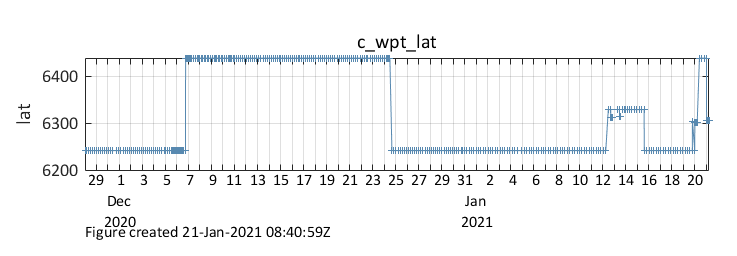 c_wpt_lat
lat
6400
6300
6200
29 1 3 5 7 9 11 13 15 17 19 21 23 25 27 29 31 2 4 6 8 10 12 14 16 18 20
Dec Jan
2020 2021
Figure created 21-Jan-2021 08:40:59Z